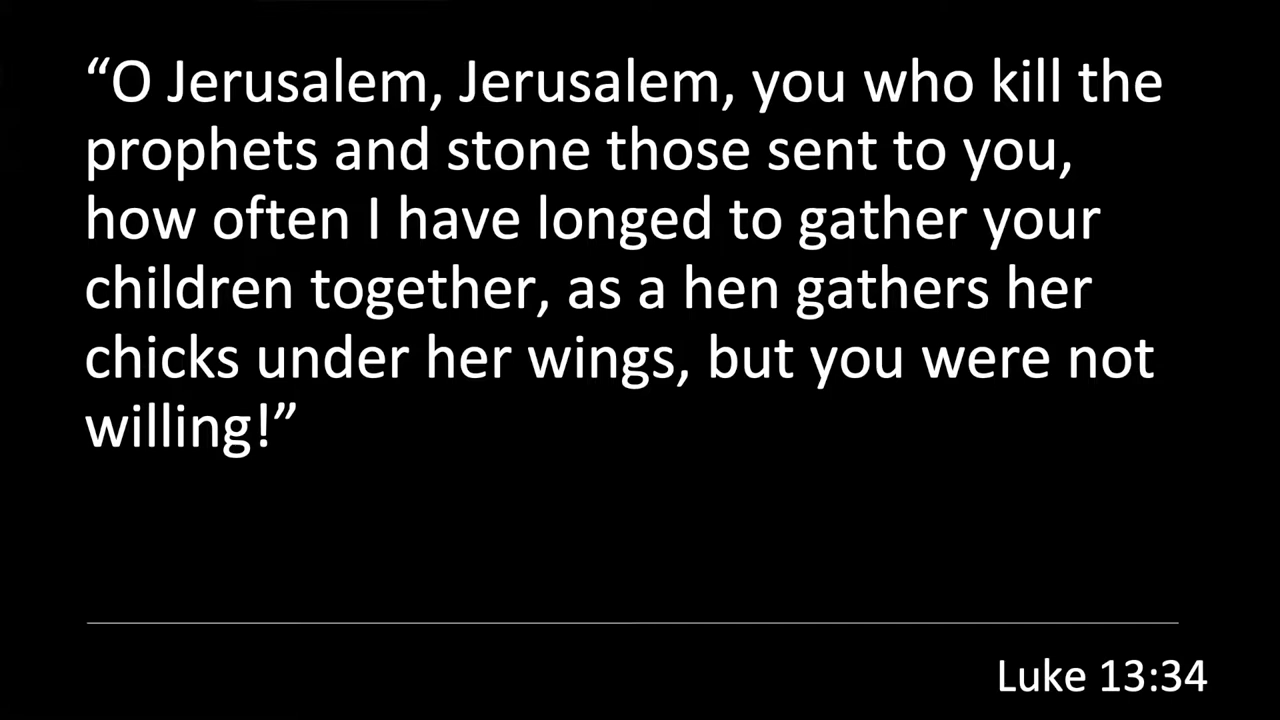 “O Jerusalem, Jerusalem, you who kill the
prophets and stone those sent to you,
how often I have longed to gather your
children together, as a hen gathers her
chicks under her wings, but you were not
willing!”
Luke 13:34